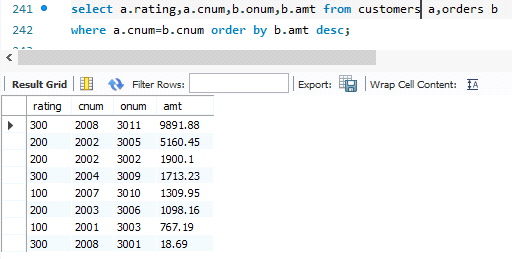 241 select a.rating,a.cnum,b.onum,b.amt from customers a,orders b
242 where a.cnum=b.cnum order by b.amt desc;
Result Grid Filter Rows: Export: Wrap Cell Content: IA
rating cnum onum amt
300 2008 3011 9891.88
200 2002 3005 5160.45
200 2002 3002 1900.1
300 2004 3009 1713.23
100 2007 3010 1309.95
200 2003 3006 1098.16
100 2001 3003 767.19
300 2008 3001 18.69